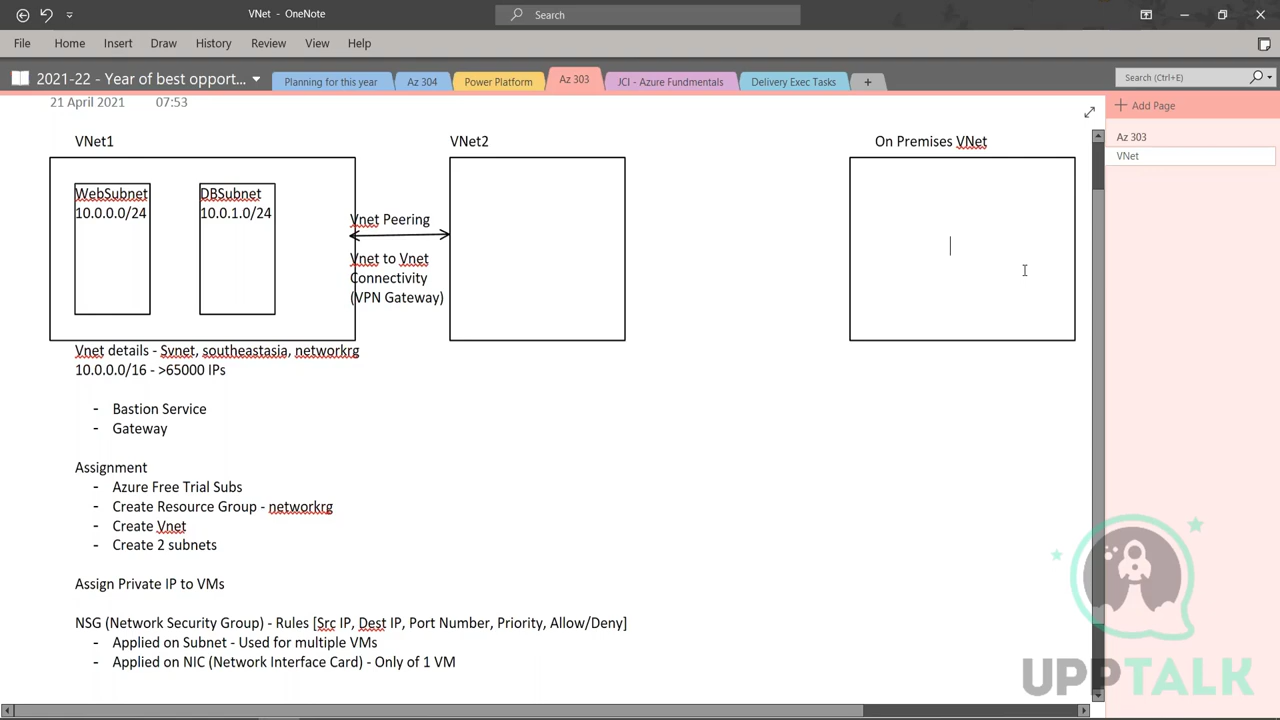 VNet - OneNote
Search
File Home Insert Draw History Review View Help
2021-22 - Year of best opport...
Planning for this year
Az 304
Power Platform
Az 303
JCI - Azure Fundmentals
Delivery Exec Tasks
Search (Ctrl+E)
21 April 2021 07:53
Add Page
Az 303
VNet
VNet1
VNet2
On Premises VNet
WebSubnet
10.0.0.0/24
DBSubnet
10.0.1.0/24
Vnet Peering
Vnet to Vnet
Connectivity
(VPN Gateway)
Vnet details - Svnet, southeastasia, networkrg
10.0.0.0/16 - >65000 IPs
- Bastion Service
- Gateway
Assignment
- Azure Free Trial Subs
- Create Resource Group - networkrg
- Create Vnet
- Create 2 subnets
Assign Private IP to VMs
NSG (Network Security Group) - Rules [Src IP, Dest IP, Port Number, Priority, Allow/Deny]
- Applied on Subnet - Used for multiple VMs
- Applied on NIC (Network Interface Card) - Only of 1 VM
UPPTALK